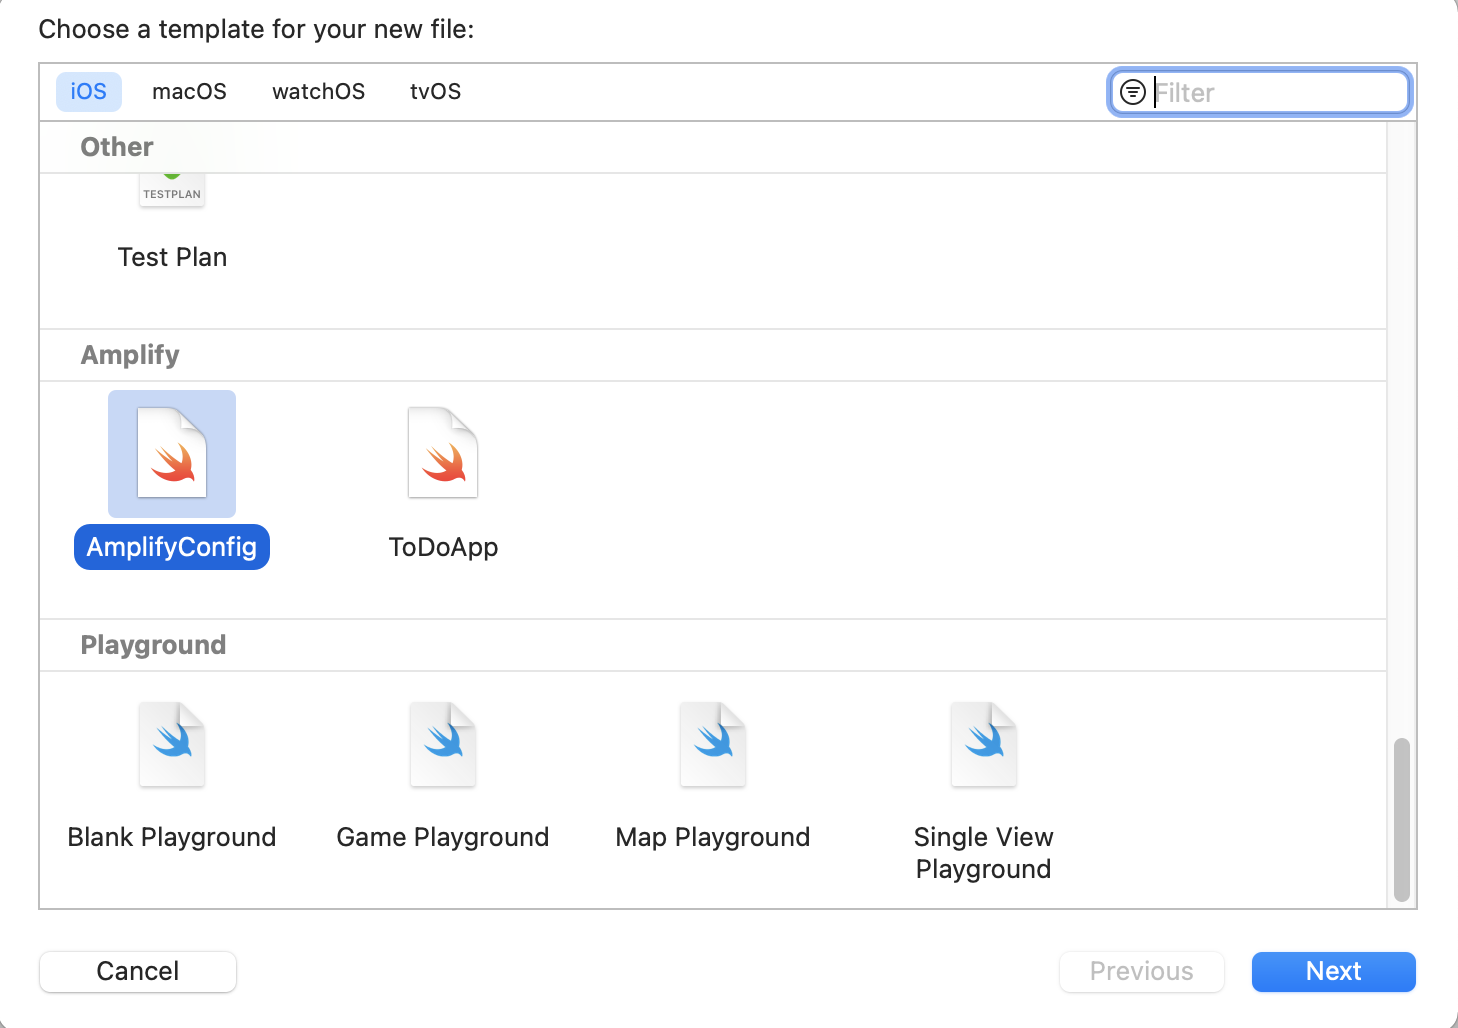 Choose a template for your new file:
iOS macOS watchOS tvOS Filter
Other
TESTPLAN
Test Plan
Amplify
AmplifyConfig ToDoApp
Playground
Blank Playground Game Playground Map Playground Single View
Playground
Cancel Previous Next